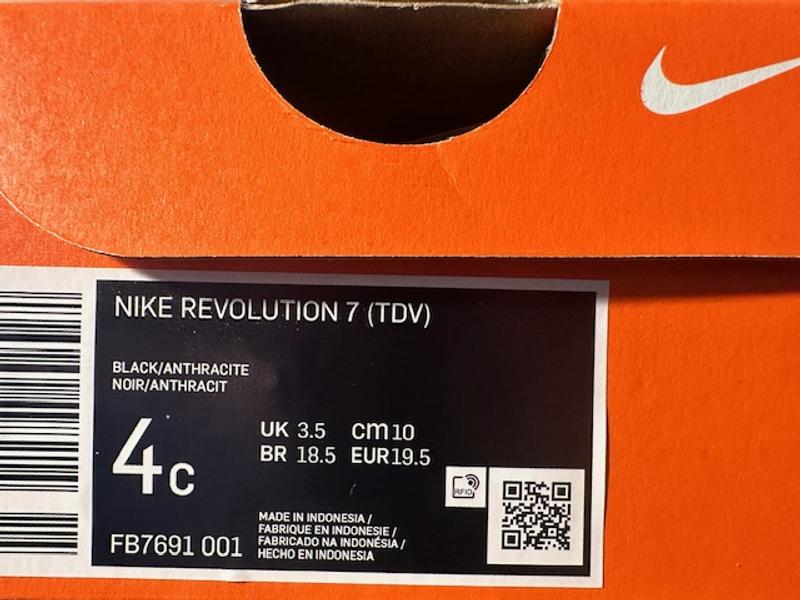 NIKE REVOLUTION 7 (TDV)
BLACK/ANTHRACITE
NOIR/ANTHRACIT
4c
UK 3.5 cm 10
BR 18.5 EUR 19.5
RFID
FB7691 001
MADE IN INDONESIA /
FABRIQUE EN INDONESIE /
FABRICADO NA INDONÉSIA /
HECHO EN INDONESIA